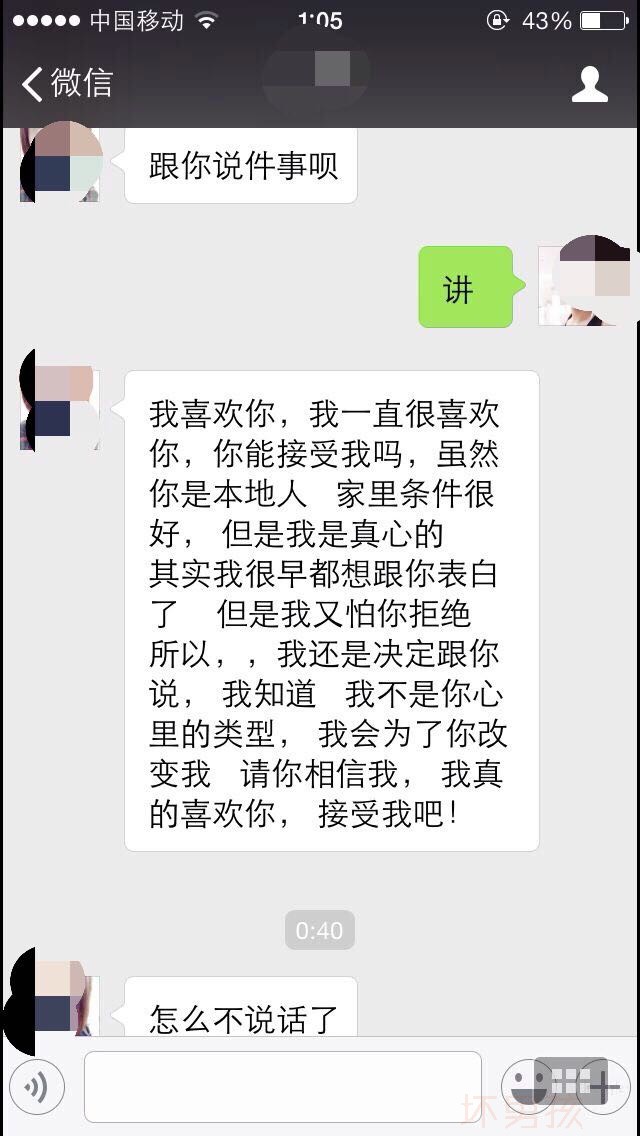 中国移动
1:05
43%
微信
跟你说件事呗
讲
我喜欢你，我一直很喜欢
你，你能接受我吗，虽然
你是本地人 家里条件很
好， 但是我是真心的
其实我很早都想跟你表白
了 但是我又怕你拒绝
所以，，我还是决定跟你
说， 我知道 我不是你心
里的类型， 我会为了你改
变我 请你相信我， 我真
的喜欢你， 接受我吧！
0:40
怎么不说话了
坏男孩